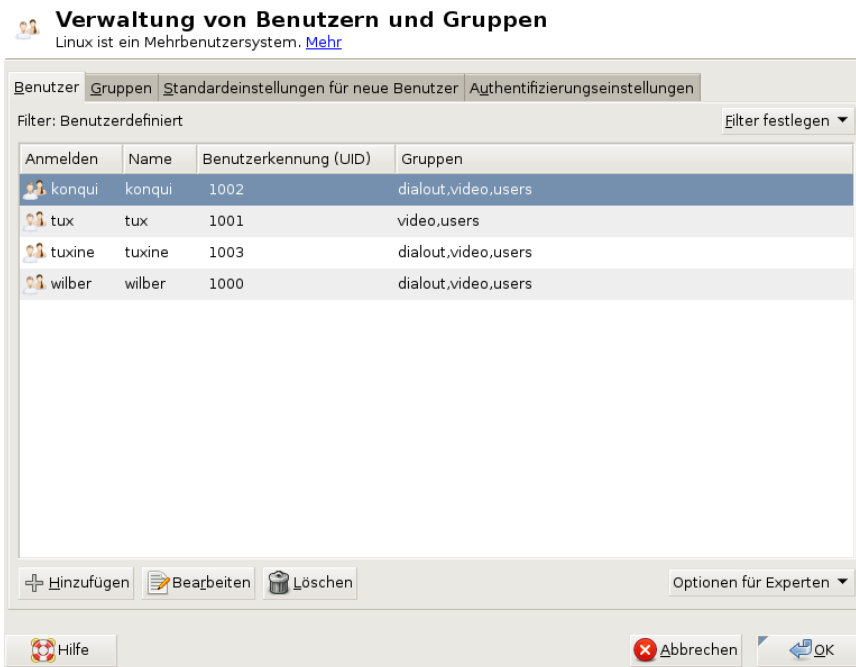 Verwaltung von Benutzern und Gruppen
Linux ist ein Mehrbenutzersystem. Mehr
Benutzer Gruppen Standardeinstellungen für neue Benutzer Authentifizierungseinstellungen
Filter: Benutzerdefiniert Filter festlegen
Anmelden Name Benutzerkennung (UID) Gruppen
konqui konqui 1002 dialout,video,users
tux tux 1001 video,users
tuxine tuxine 1003 dialout,video,users
wilber wilber 1000 dialout,video,users
Hinzufügen Bearbeiten Löschen Optionen für Experten
Hilfe Abbrechen OK